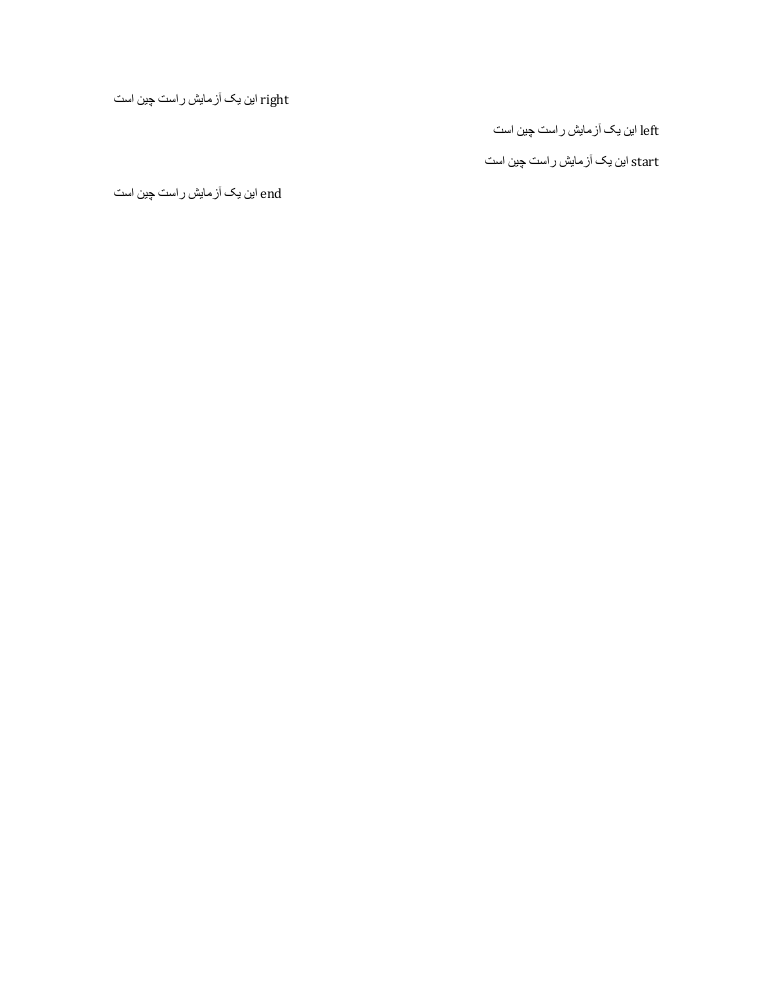 right این یک آزمایش راست چین است
left این یک آزمایش راست چین است
start این یک آزمایش راست چین است
end این یک آزمایش راست چین است